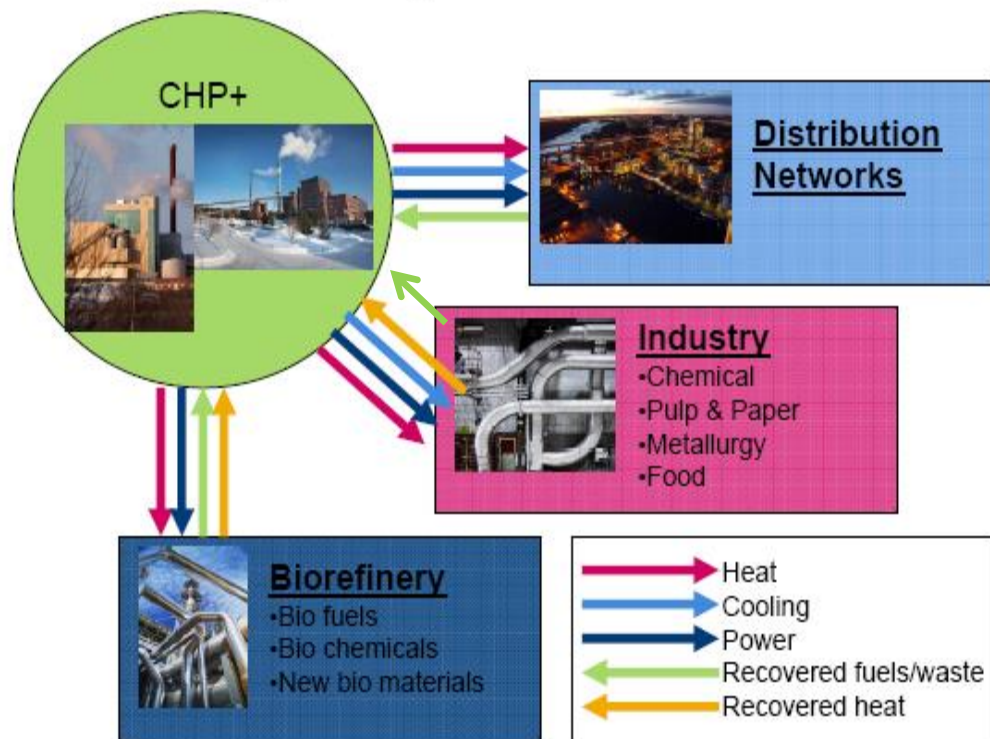 CHP+
Distribution
Networks
Industry
•Chemical
•Pulp & Paper
•Metallurgy
•Food
Biorefinery
•Bio fuels
•Bio chemicals
•New bio materials
Heat
Cooling
Power
Recovered fuels/waste
Recovered heat